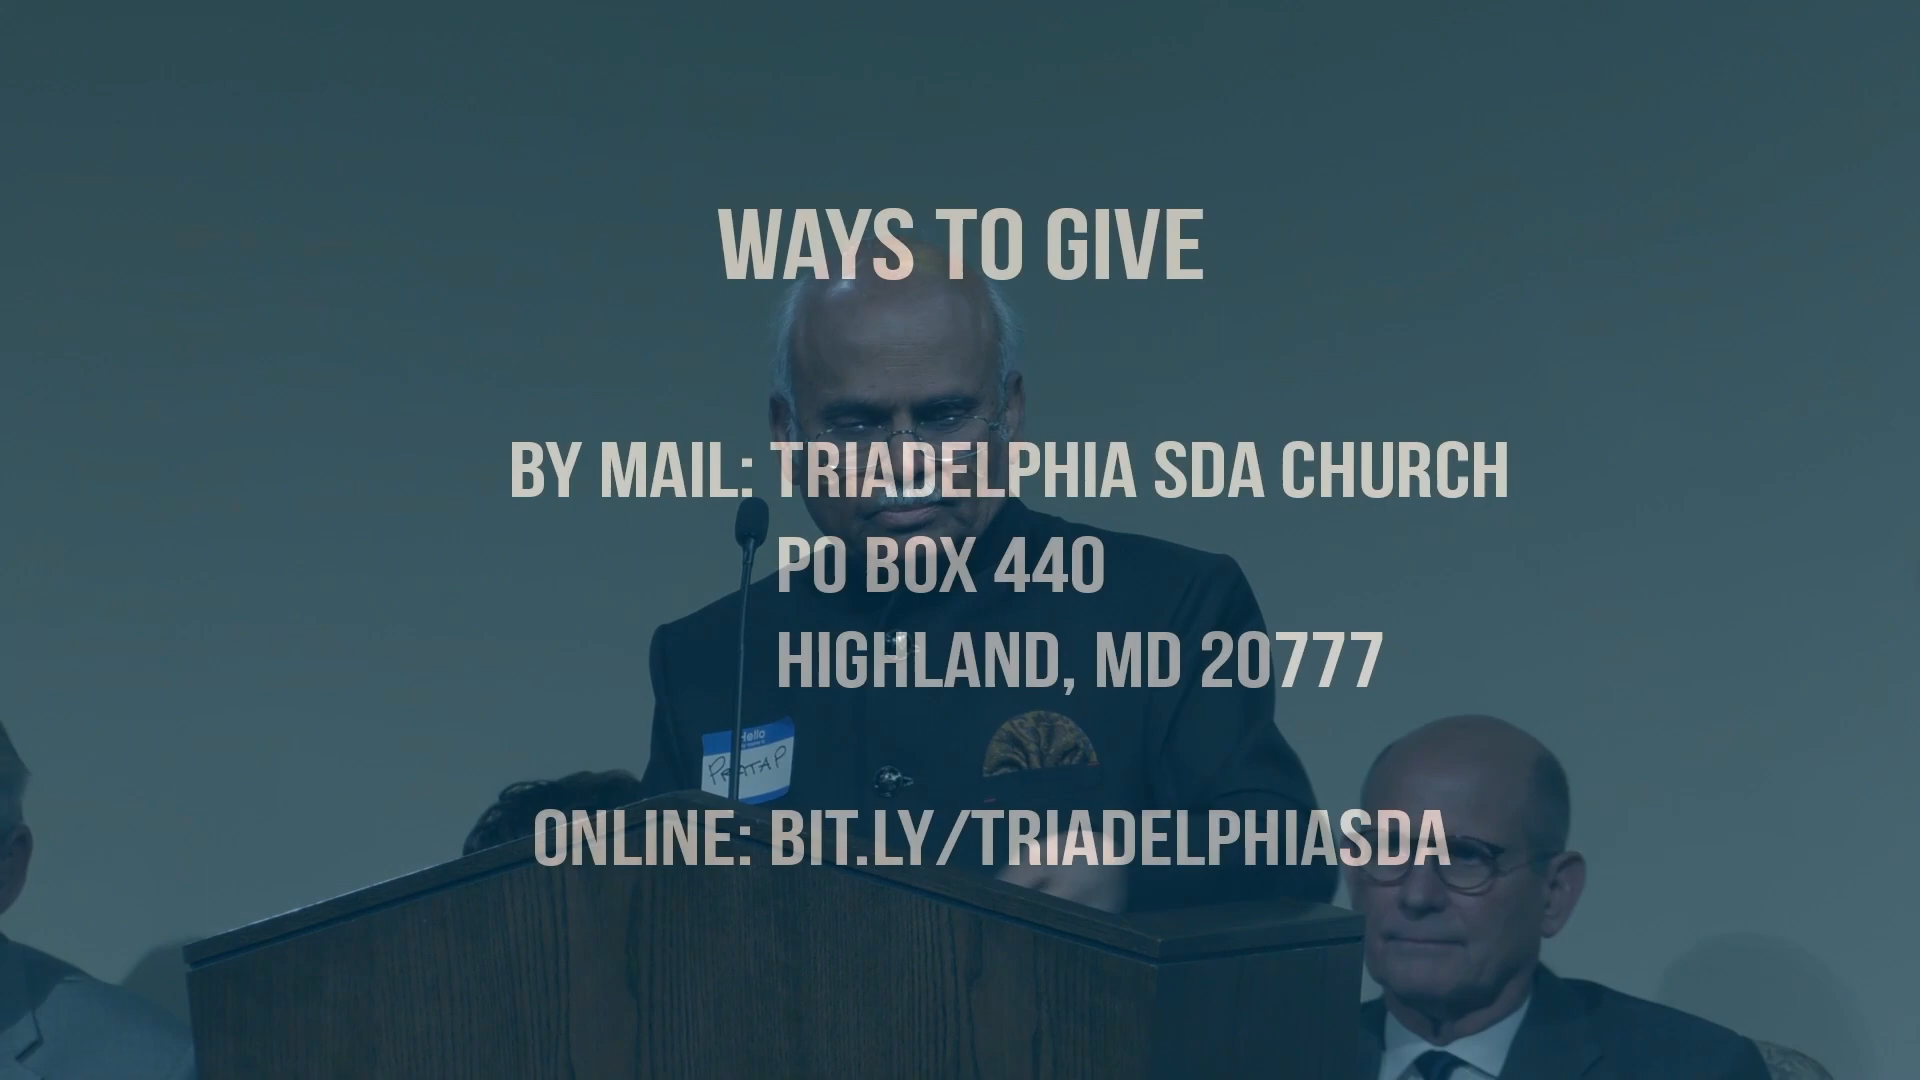 WAYS TO GIVE
BY MAIL: TRIADELPHIA SDA CHURCH
PO BOX 440
HIGHLAND, MD 20777
Hello
PRATAP
ONLINE: BIT.LY/TRIADELPHIASDA